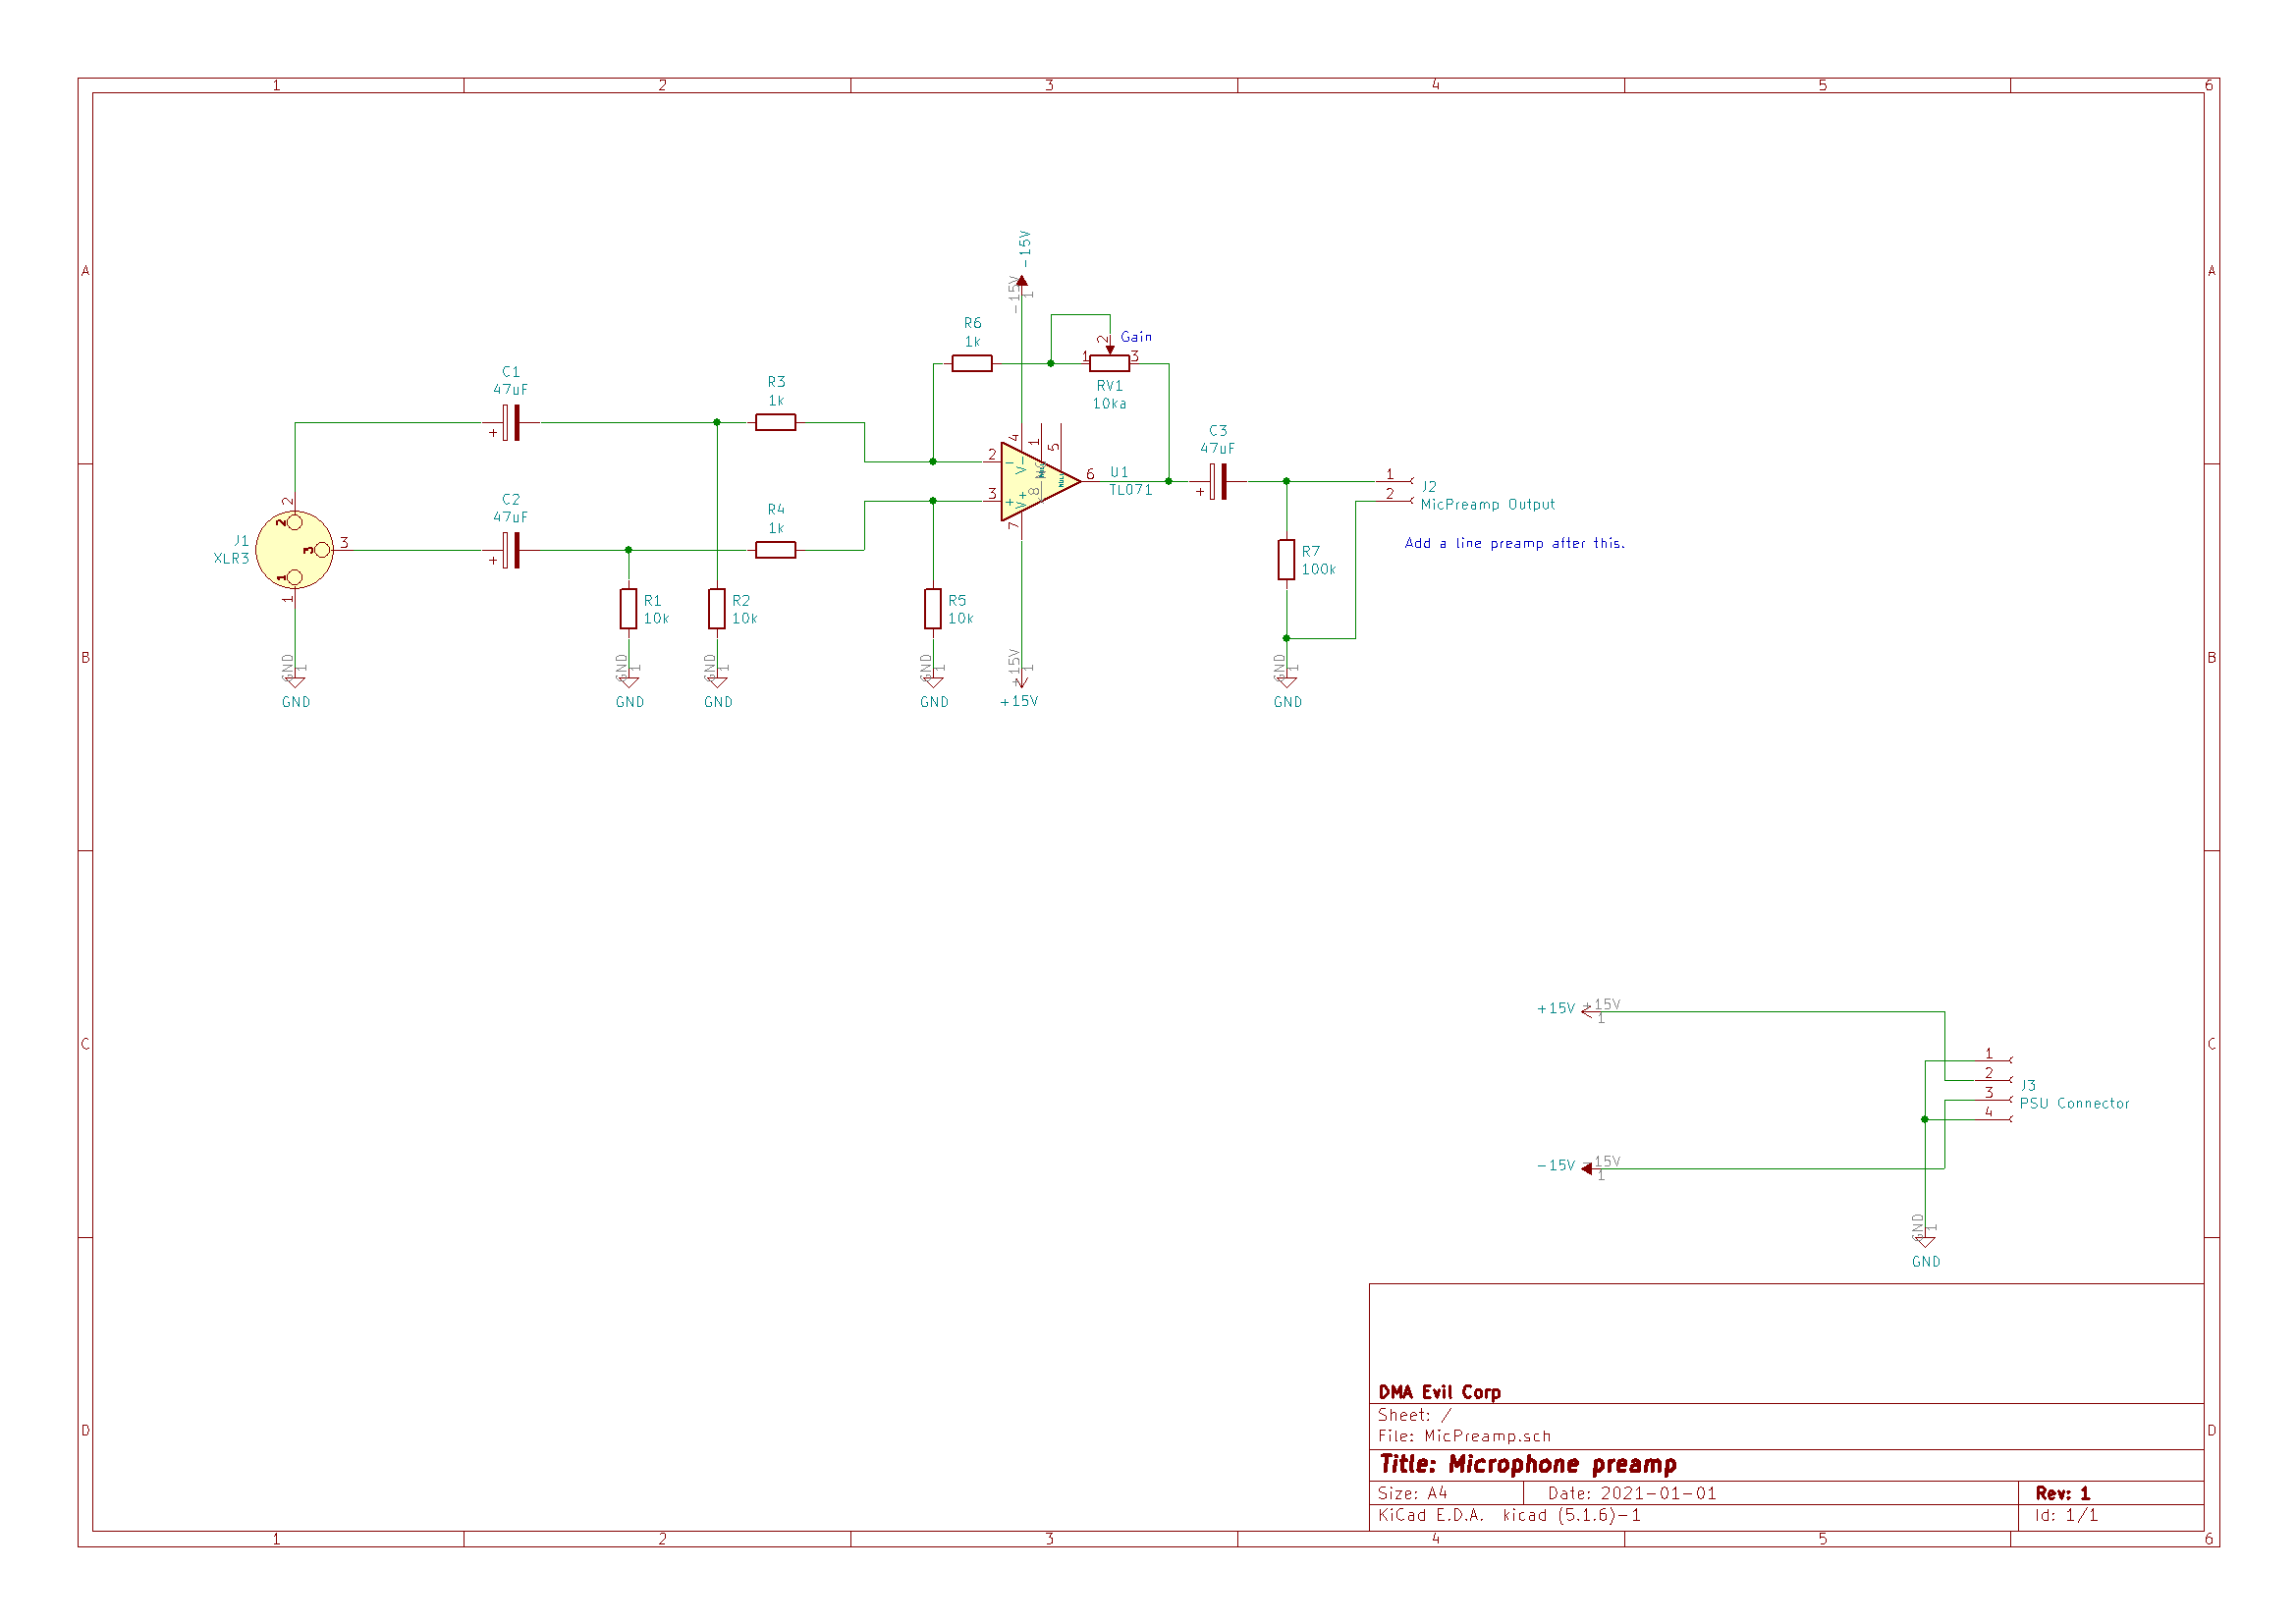 1 2 3 4 5 6
A A
-15V
-15V
1
R6
1k
2
Gain
1 3
RV1
10ka
C1
47uF
+
R3
1k
C3
47uF
+
4 1 5
2 - V-
6
U1
TL071
3 + V+ 8
7
1
2
J2
MicPreamp Output
Add a line preamp after this.
2
2
C2
47uF
+
R4
1k
J1
XLR3
3 3
1
1
R1
10k
R2
10k
R5
10k
R7
100k
B B
GND 1
GND
GND 1
GND
GND 1
GND
GND 1
GND
+15V 1
+15V
GND 1
GND
+15V +15V
1
C C
1
2
3
4
J3
PSU Connector
-15V -15V
1
GND 1
GND
DMA Evil Corp
Sheet: /
File: MicPreamp.sch
D D
Title: Microphone preamp
Size: A4 Date: 2021-01-01 Rev: 1
KiCad E.D.A. kicad (5.1.6)-1 Id: 1/1
1 2 3 4 5 6